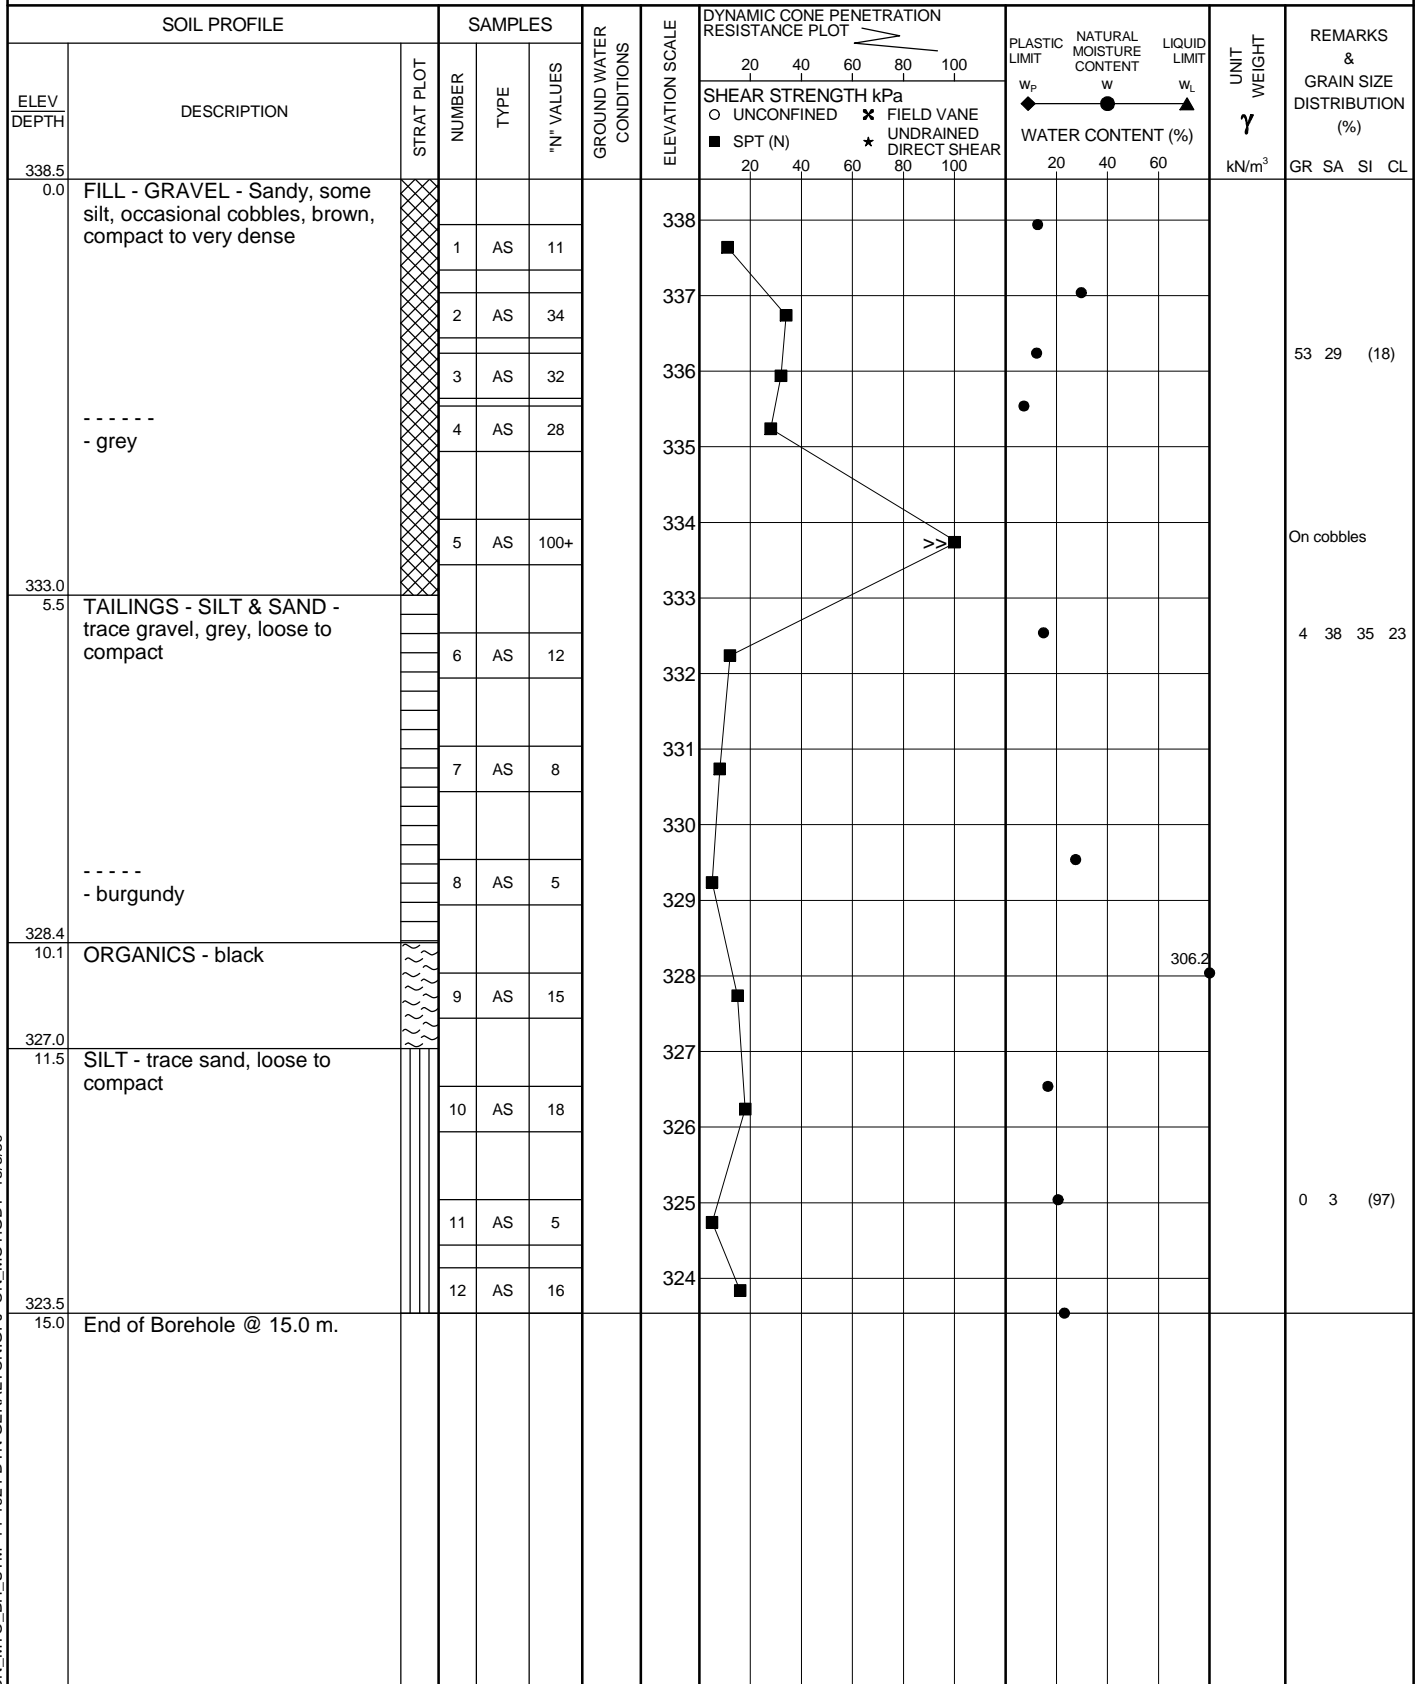 SOIL PROFILE
SAMPLES
GROUND WATER
CONDITIONS
ELEVATION SCALE
DYNAMIC CONE PENETRATION
RESISTANCE PLOT
20 40 60 80 100
SHEAR STRENGTH kPa
○ UNCONFINED ✖ FIELD VANE
■ SPT (N) ★ UNDRAINED
DIRECT SHEAR
20 40 60 80 100
PLASTIC
LIMIT
NATURAL
MOISTURE
CONTENT
LIQUID
LIMIT
wP w wL
WATER CONTENT (%)
20 40 60
UNIT
WEIGHT
γ
kN/m³
REMARKS
&
GRAIN SIZE
DISTRIBUTION
(%)
GR SA SI CL
ELEV
DEPTH
DESCRIPTION
STRAT PLOT
NUMBER
TYPE
"N" VALUES
338.5
0.0
FILL - GRAVEL - Sandy, some
silt, occasional cobbles, brown,
compact to very dense
338
1 AS 11
337
2 AS 34
53 29 (18)
336
3 AS 32
- - - - - -
- grey
4 AS 28
335
334
5 AS 100+
>>
On cobbles
333.0
333
5.5
TAILINGS - SILT & SAND -
trace gravel, grey, loose to
compact
4 38 35 23
6 AS 12
332
331
7 AS 8
330
- - - - -
- burgundy
8 AS 5
329
328.4
10.1
ORGANICS - black
306.2
328
9 AS 15
327.0
327
11.5
SILT - trace sand, loose to
compact
10 AS 18
326
325
0 3 (97)
11 AS 5
324
12 AS 16
323.5
15.0
End of Borehole @ 15.0 m.